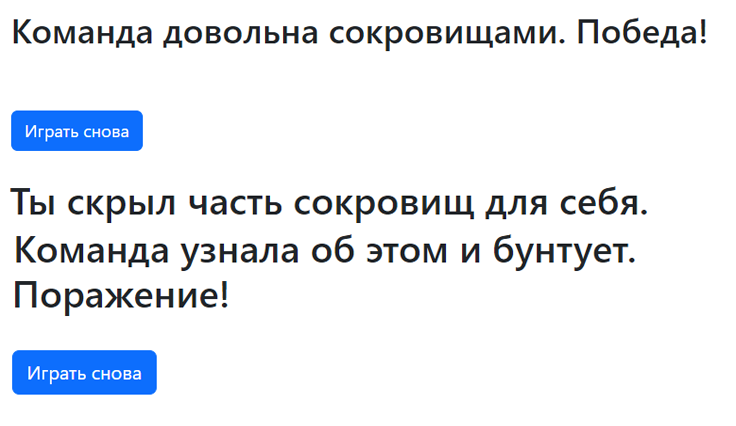 Команда довольна сокровищами. Победа!
Играть снова
Ты скрыл часть сокровищ для себя.
Команда узнала об этом и бунтует.
Поражение!
Играть снова